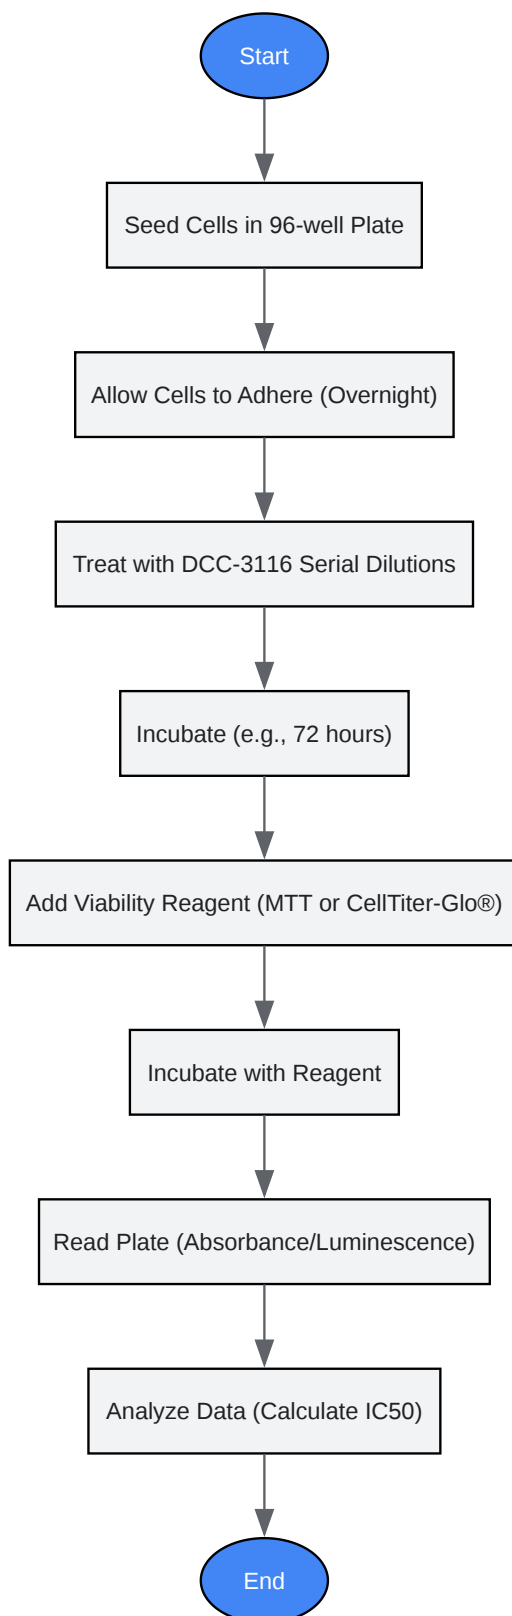 Start
Seed Cells in 96-well Plate
Allow Cells to Adhere (Overnight)
Treat with DCC-3116 Serial Dilutions
Incubate (e.g., 72 hours)
Add Viability Reagent (MTT or CellTiter-Glo®)
Incubate with Reagent
Read Plate (Absorbance/Luminescence)
Analyze Data (Calculate IC50)
End